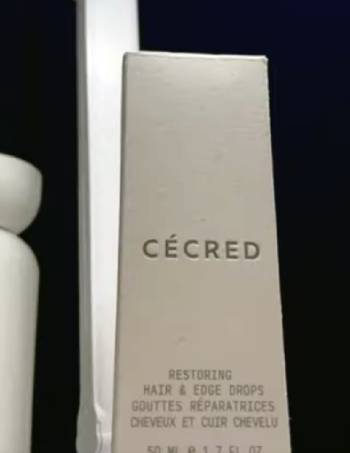 CÉCRED
RESTORING
HAIR & EDGE DROPS
GOUTTES RÉPARATRICES
CHEVEUX ET CUIR CHEVELU
50 ML ℮ 1.7 FL OZ